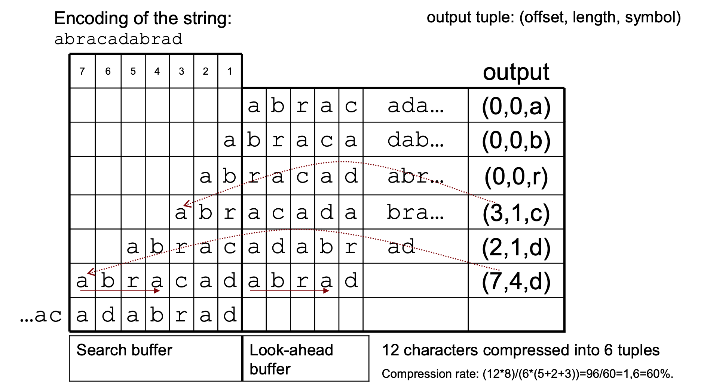 Encoding of the string:
output tuple: (offset, length, symbol)
abracadabrad
7 6 5 4 3 2 1 output
a b r a c ada... (0,0,a)
a b r a c a dab... (0,0,b)
a b r a c a d abr... (0,0,r)
a b r a c a d a bra... (3,1,c)
a b r a c a d a b r ad (2,1,d)
a b r a c a d a b r a d (7,4,d)
...ac a d a b r a d
Search buffer
Look-ahead
buffer
12 characters compressed into 6 tuples
Compression rate: (12*8)/(6*(5+2+3))=96/60=1,6=60%.